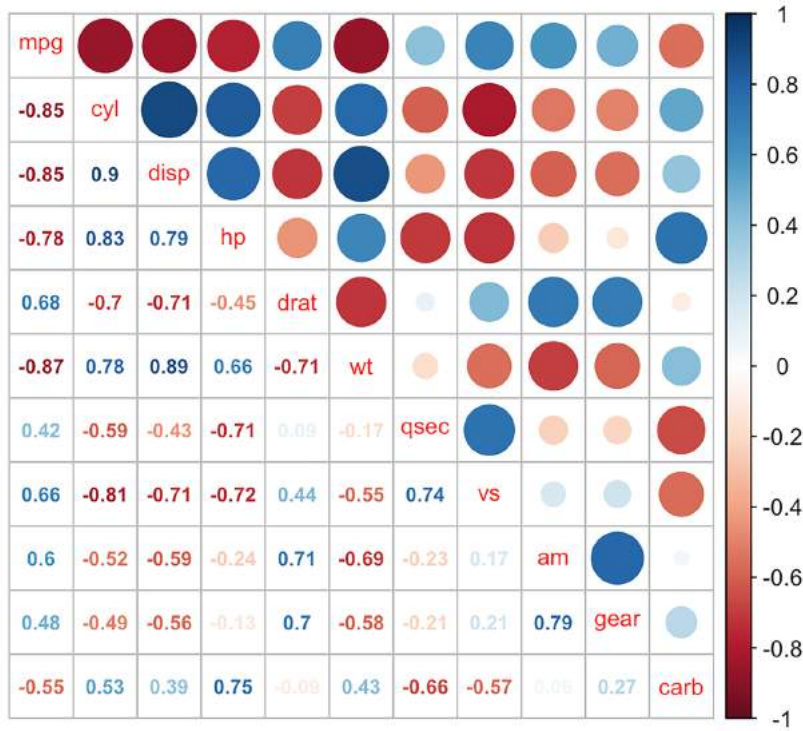 mpg
-0.85 cyl
-0.85 0.9 disp
-0.78 0.83 0.79 hp
0.68 -0.7 -0.71 -0.45 drat
-0.87 0.78 0.89 0.66 -0.71 wt
0.42 -0.59 -0.43 -0.71 0.09 -0.17 qsec
0.66 -0.81 -0.71 -0.72 0.44 -0.55 0.74 vs
0.6 -0.52 -0.59 -0.24 0.71 -0.69 -0.23 0.17 am
0.48 -0.49 -0.56 -0.13 0.7 -0.58 -0.21 0.21 0.79 gear
-0.55 0.53 0.39 0.75 -0.09 0.43 -0.66 -0.57 0.06 0.27 carb
1
0.8
0.6
0.4
0.2
0
-0.2
-0.4
-0.6
-0.8
-1